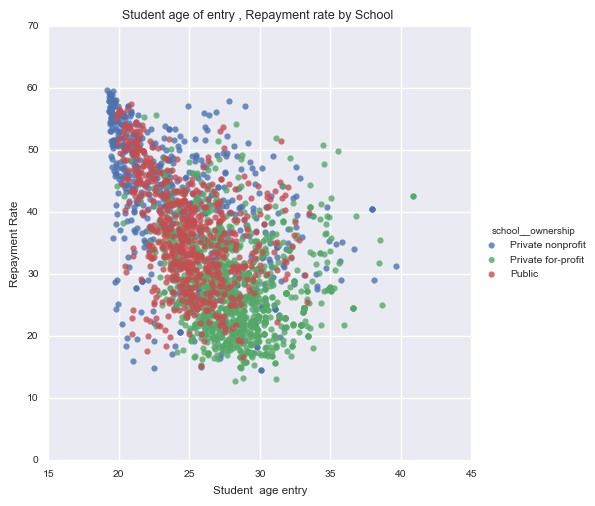 Student age of entry , Repayment rate by School
70
60
50
40
30
20
10
0
Repayment Rate
15 20 25 30 35 40 45
Student  age entry
school__ownership
Private nonprofit
Private for-profit
Public